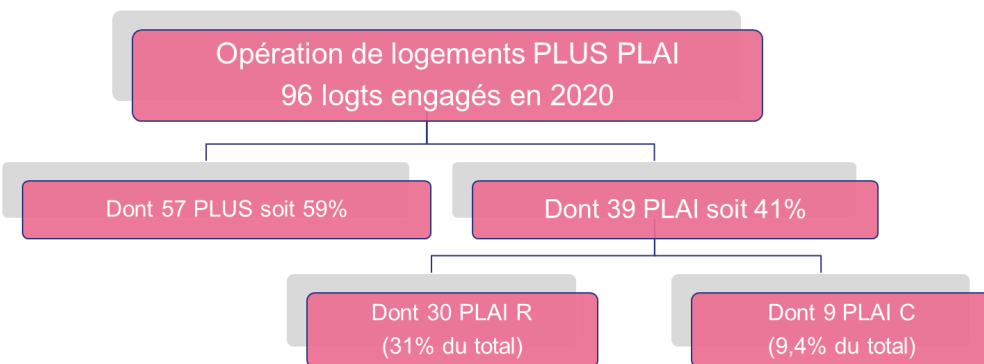 Opération de logements PLUS PLAI
96 logts engagés en 2020
Dont 57 PLUS soit 59%
Dont 39 PLAI soit 41%
Dont 30 PLAI R
(31% du total)
Dont 9 PLAI C
(9,4% du total)